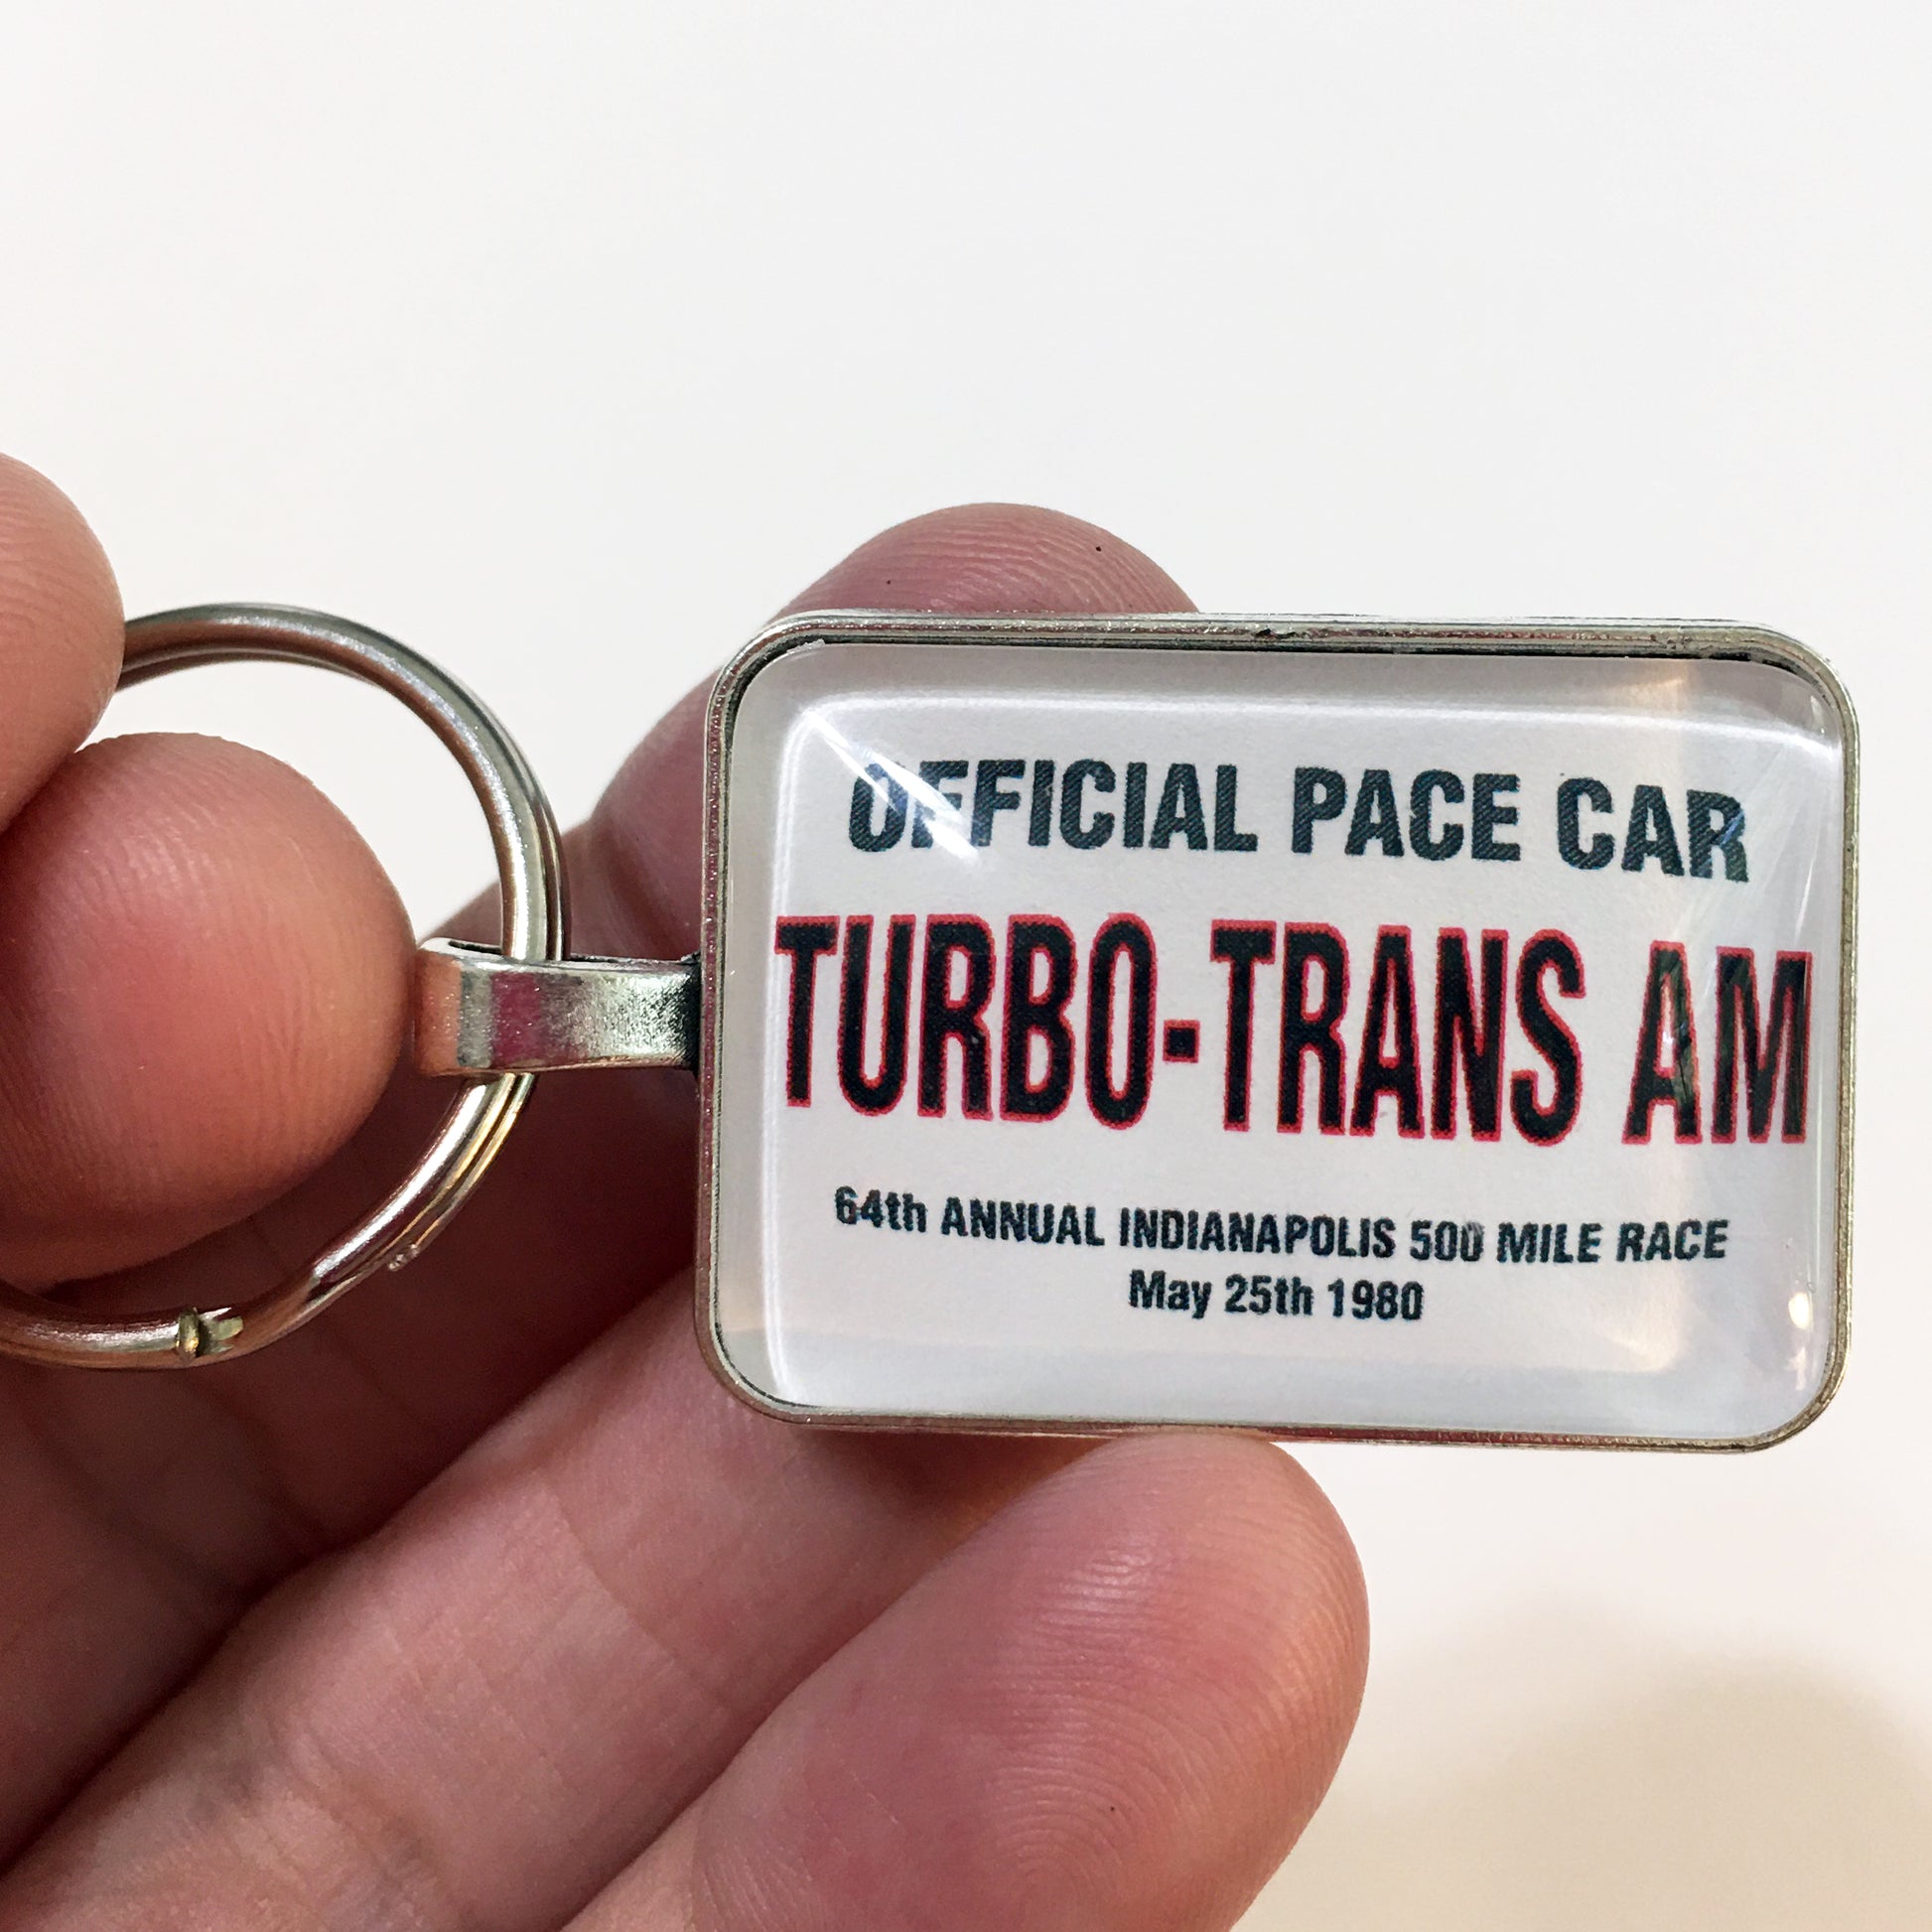 OFFICIAL PACE CAR
TURBO-TRANS AM
64th ANNUAL INDIANAPOLIS 500 MILE RACE
May 25th 1980